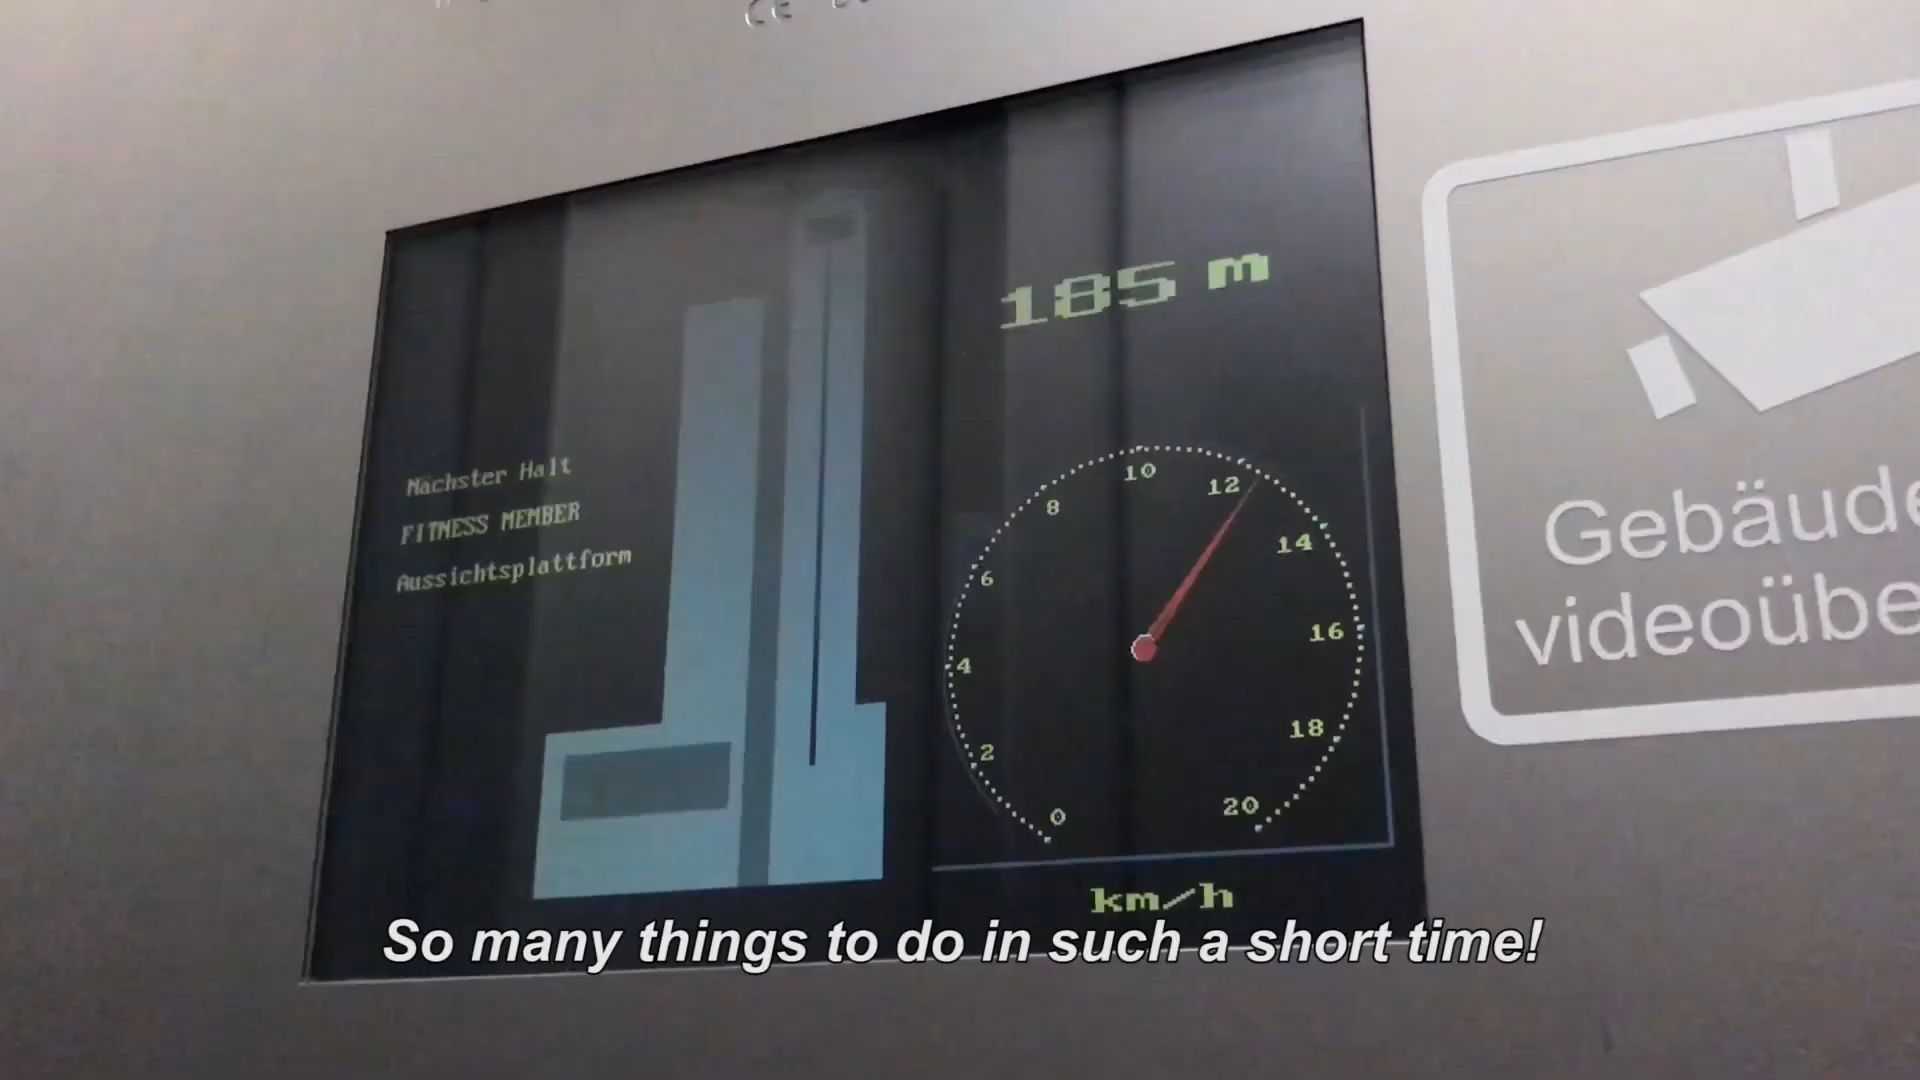 CE
185 m
Nächster Halt
FITNESS MEMBER
Aussichtsplattform
0
2
4
6
8
10
12
14
16
18
20
km/h
Gebäude
videoübe
So many things to do in such a short time!